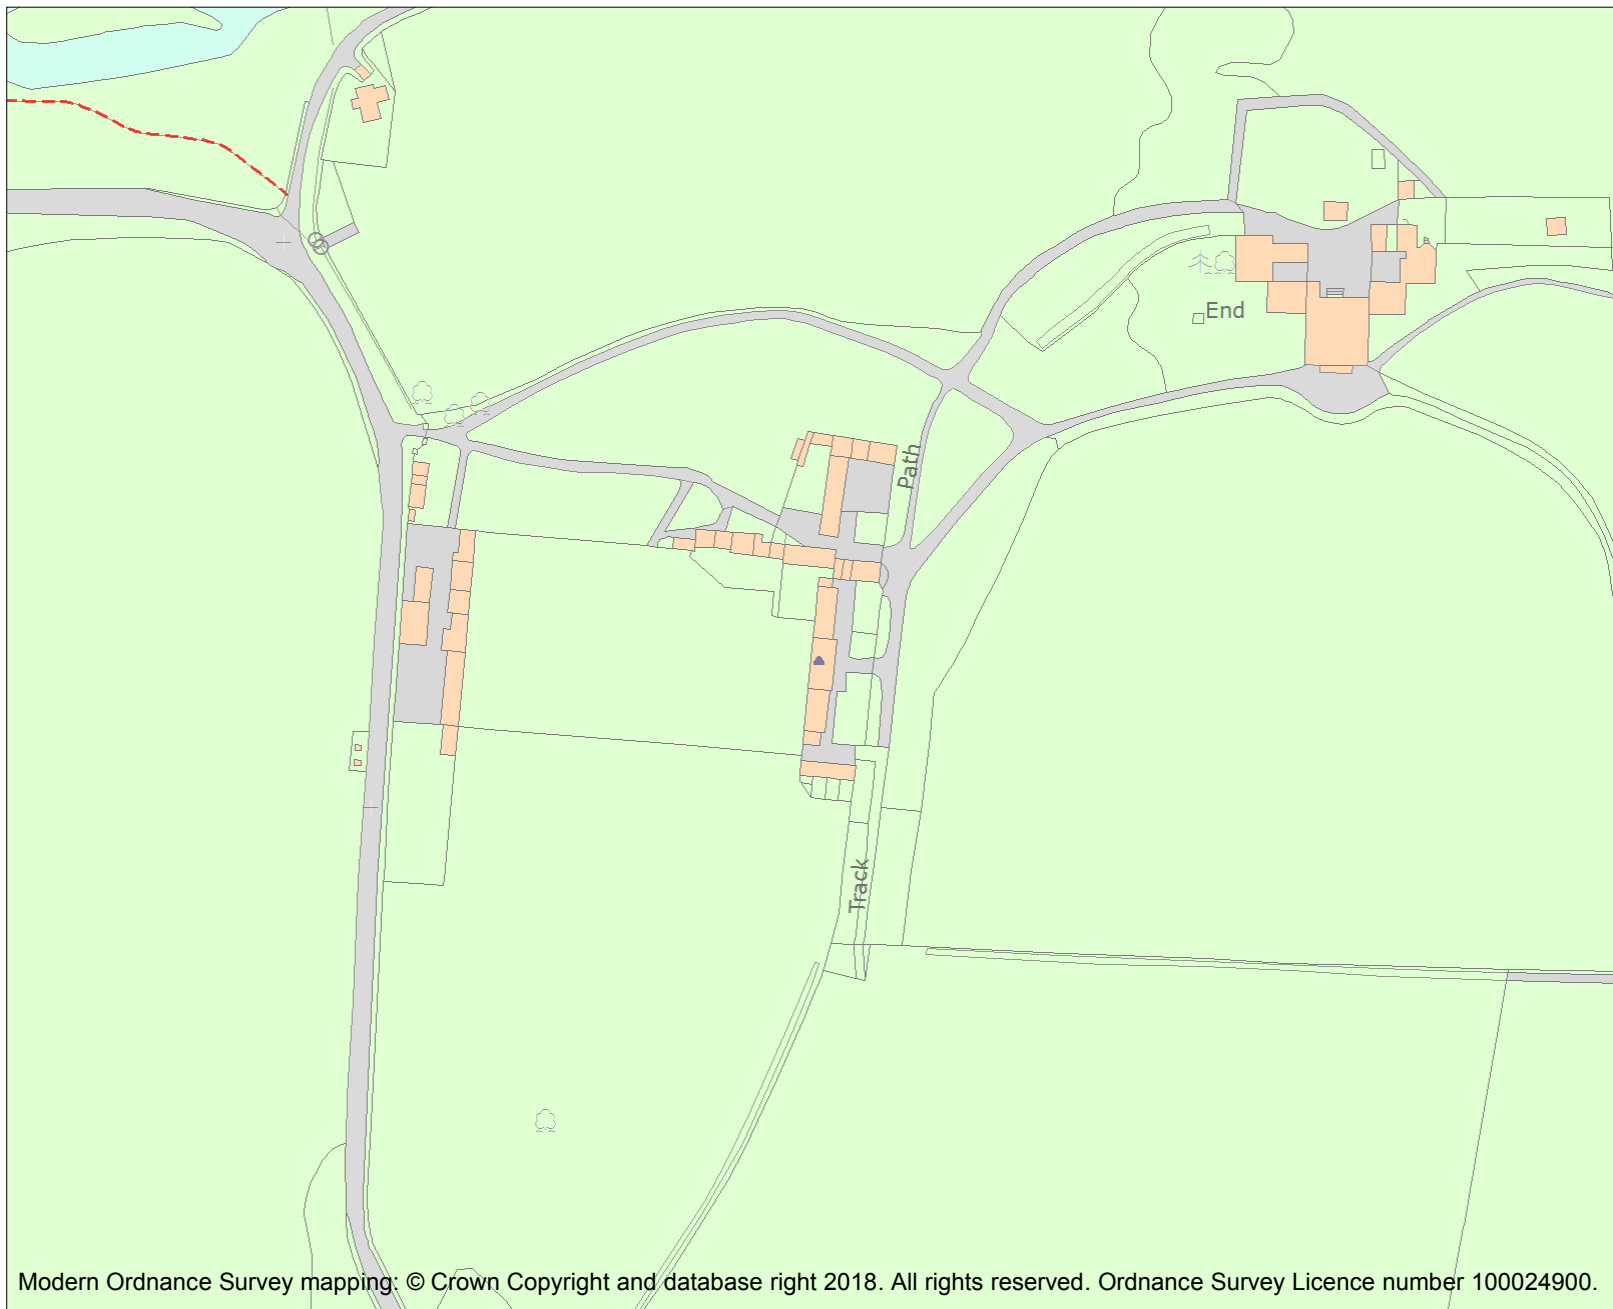 B
End
Path
Track
Modern Ordnance Survey mapping: © Crown Copyright and database right 2018. All rights reserved. Ordnance Survey Licence number 100024900.